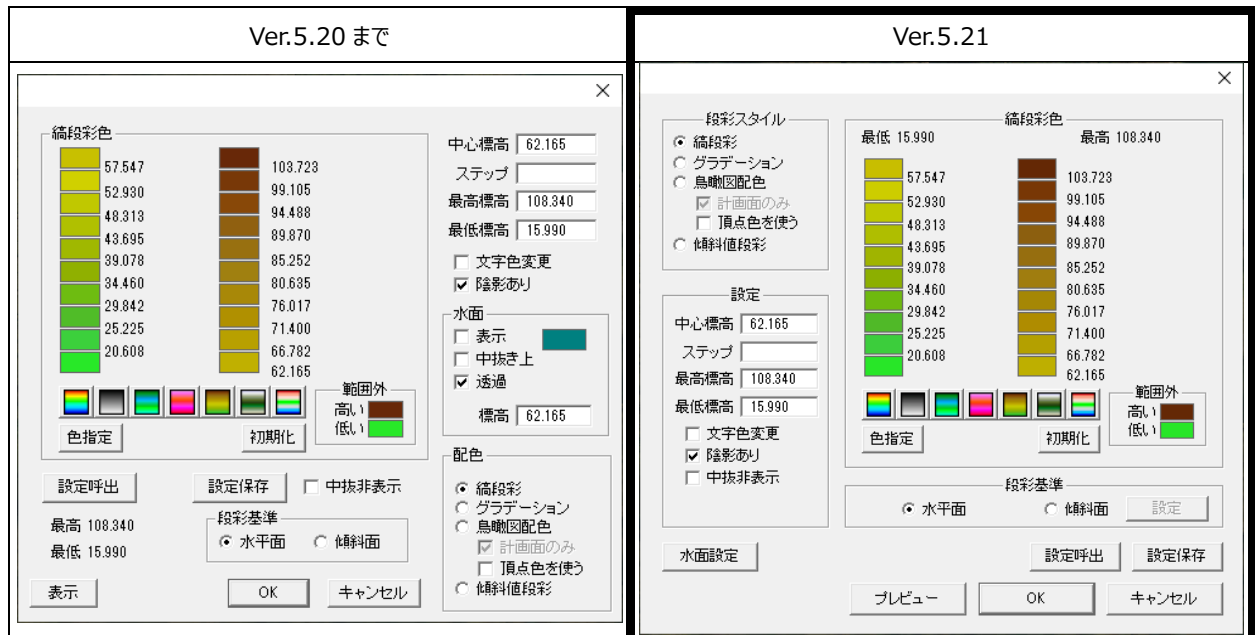 Ver.5.20 まで
縞段彩色
57.547
52.930
48.313
43.695
39.078
34.460
29.842
25.225
20.608
103.723
99.105
94.488
89.870
85.252
80.635
76.017
71.400
66.782
62.165
範囲外
高い
低い
色指定
初期化
設定呼出
設定保存
中抜非表示
最高 108.340
最低 15.990
段彩基準
水平面
傾斜面
表示
OK
キャンセル
中心標高 62.165
ステップ
最高標高 108.340
最低標高 15.990
文字色変更
陰影あり
水面
表示
中抜き上
透過
標高 62.165
配色
縞段彩
グラデーション
鳥瞰図配色
計画面のみ
頂点色を使う
傾斜値段彩
Ver.5.21
段彩スタイル
縞段彩
グラデーション
鳥瞰図配色
計画面のみ
頂点色を使う
傾斜値段彩
設定
中心標高 62.165
ステップ
最高標高 108.340
最低標高 15.990
文字色変更
陰影あり
中抜非表示
縞段彩色
最低 15.990
最高 108.340
57.547
52.930
48.313
43.695
39.078
34.460
29.842
25.225
20.608
103.723
99.105
94.488
89.870
85.252
80.635
76.017
71.400
66.782
62.165
範囲外
高い
低い
色指定
初期化
段彩基準
水平面
傾斜面
設定
水面設定
設定呼出
設定保存
プレビュー
OK
キャンセル